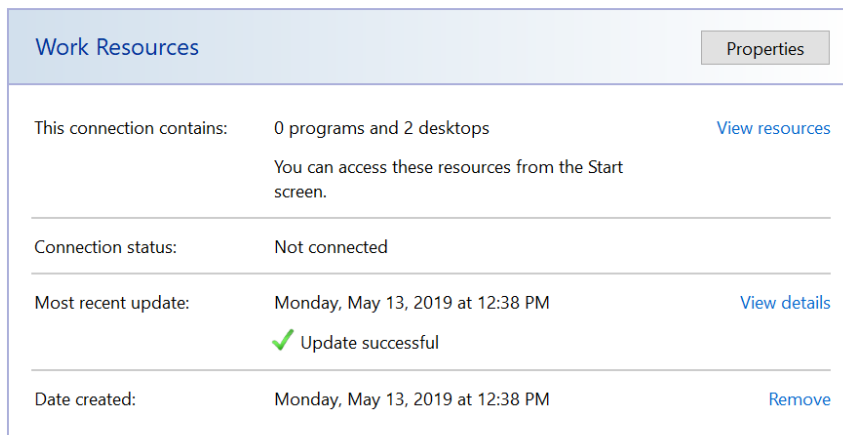 Work Resources
Properties
This connection contains:
0 programs and 2 desktops
View resources
You can access these resources from the Start
screen.
Connection status:
Not connected
Most recent update:
Monday, May 13, 2019 at 12:38 PM
View details
Update successful
Date created:
Monday, May 13, 2019 at 12:38 PM
Remove